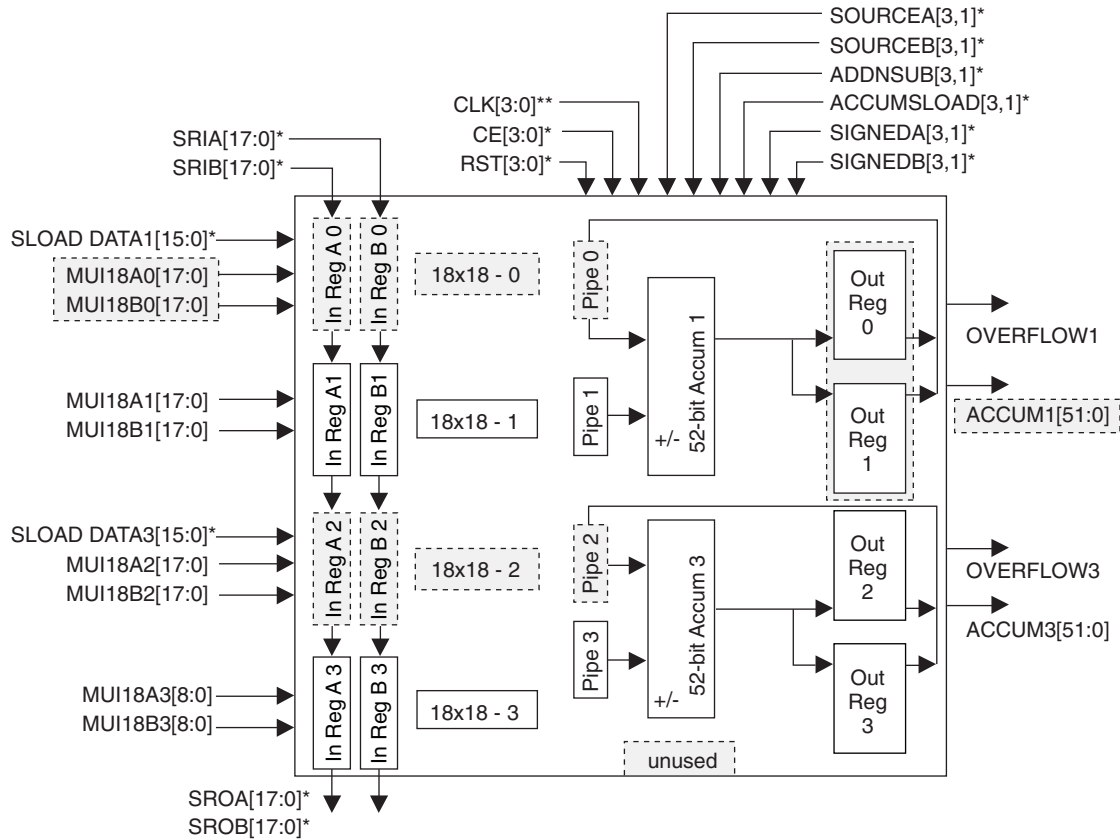 SOURCEA[3,1]*
SOURCEB[3,1]*
ADDNSUB[3,1]*
CLK[3:0]**
ACCUMSLOAD[3,1]*
SRIA[17:0]*
CE[3:0]*
SIGNEDA[3,1]*
SRIB[17:0]*
RST[3:0]*
SIGNEDB[3,1]*
SLOAD DATA1[15:0]*
MUI18A0[17:0]
MUI18B0[17:0]
In Reg A 0
In Reg B 0
18x18 - 0
Pipe 0
Out
Reg
0
OVERFLOW1
MUI18A1[17:0]
MUI18B1[17:0]
In Reg A1
In Reg B1
18x18 - 1
Pipe 1
+/-
52-bit Accum 1
Out
Reg
1
ACCUM1[51:0]
SLOAD DATA3[15:0]*
MUI18A2[17:0]
MUI18B2[17:0]
In Reg A 2
In Reg B 2
18x18 - 2
Pipe 2
Out
Reg
2
OVERFLOW3
ACCUM3[51:0]
MUI18A3[8:0]
MUI18B3[8:0]
In Reg A 3
In Reg B 3
18x18 - 3
Pipe 3
+/-
52-bit Accum 3
Out
Reg
3
unused
SROA[17:0]*
SROB[17:0]*